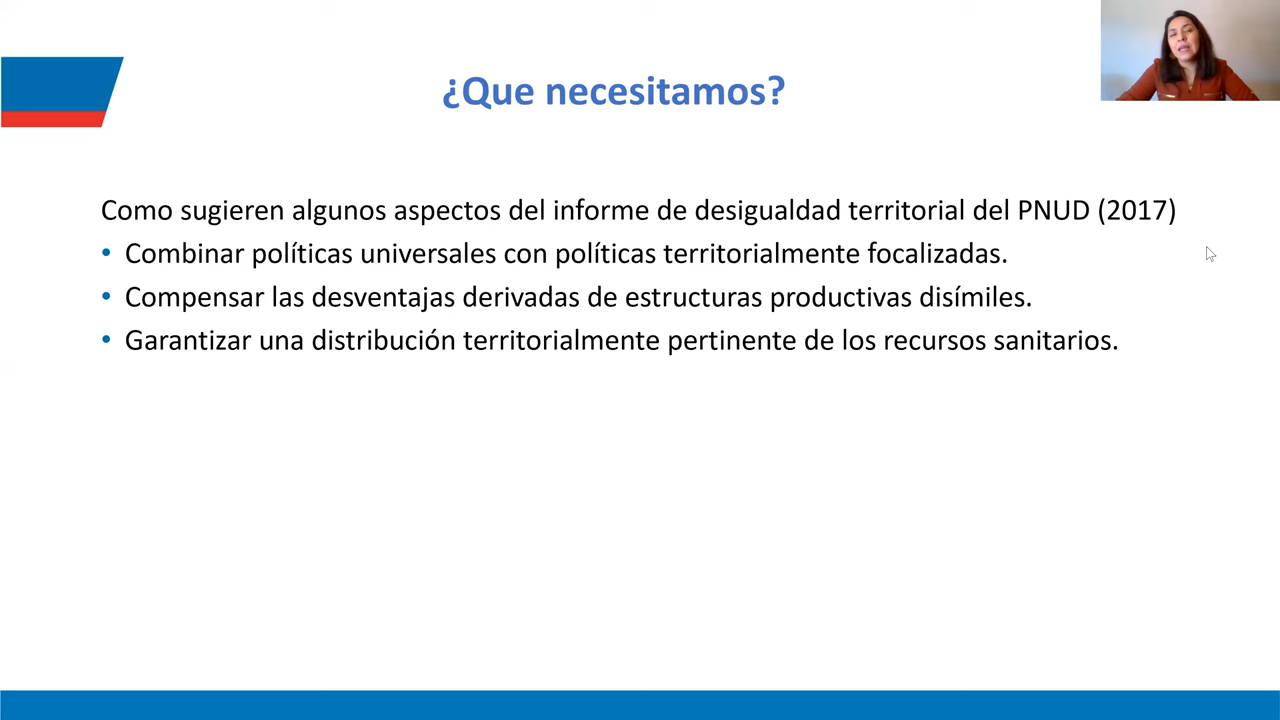 ¿Que necesitamos?
Como sugieren algunos aspectos del informe de desigualdad territorial del PNUD (2017)
• Combinar políticas universales con políticas territorialmente focalizadas.
• Compensar las desventajas derivadas de estructuras productivas disímiles.
• Garantizar una distribución territorialmente pertinente de los recursos sanitarios.